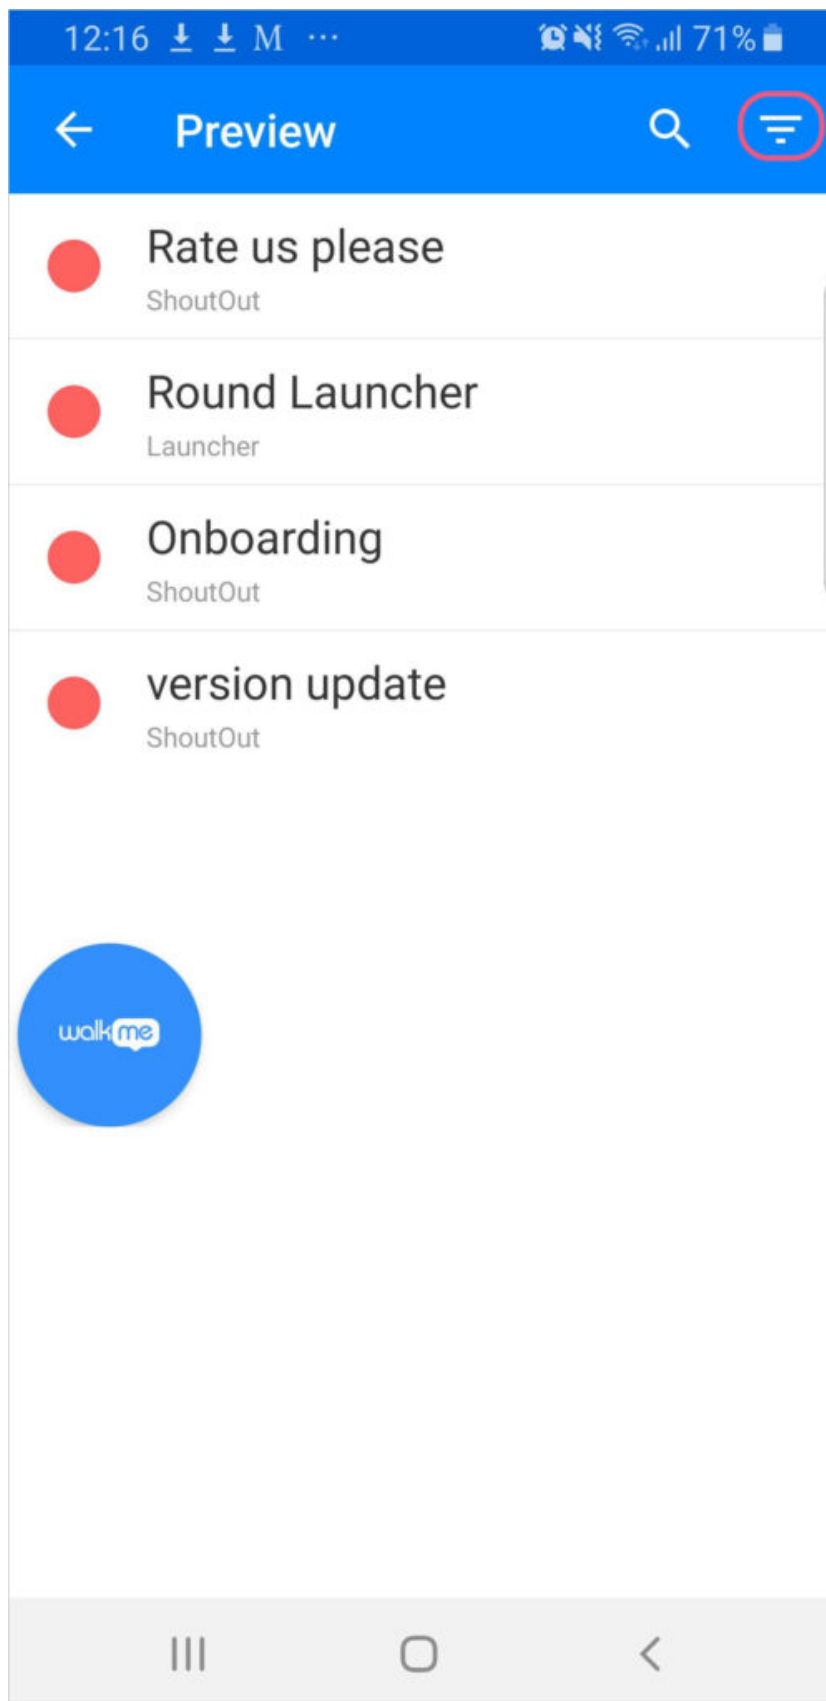 12:16 M ... 71%
Preview
Rate us please
ShoutOut
Round Launcher
Launcher
Onboarding
ShoutOut
version update
ShoutOut
walkme